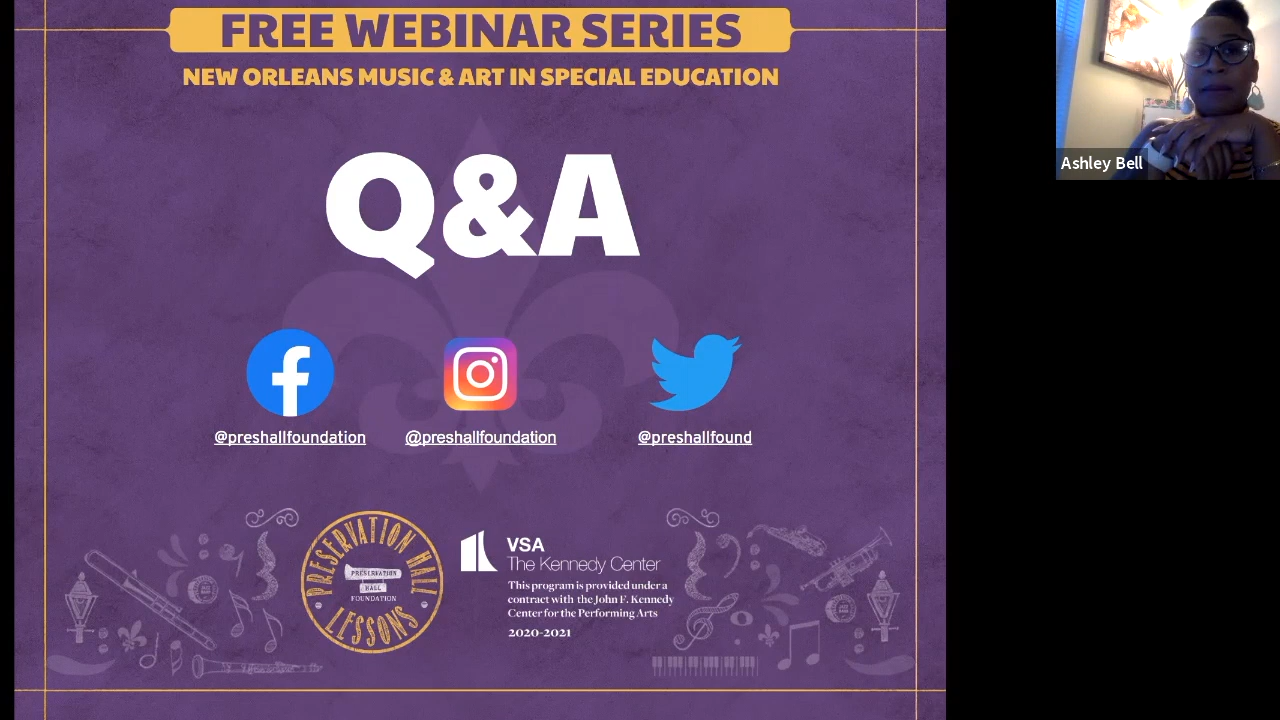 FREE WEBINAR SERIES
NEW ORLEANS MUSIC & ART IN SPECIAL EDUCATION
Ashley Bell
Q&A
@preshallfoundation
@preshallfoundation
@preshallfound
PRESERVATION HALL
PRESERVATION
HALL
FOUNDATION
LESSONS
VSA
The Kennedy Center
This program is provided under a
contract with the John F. Kennedy
Center for the Performing Arts
2020-2021